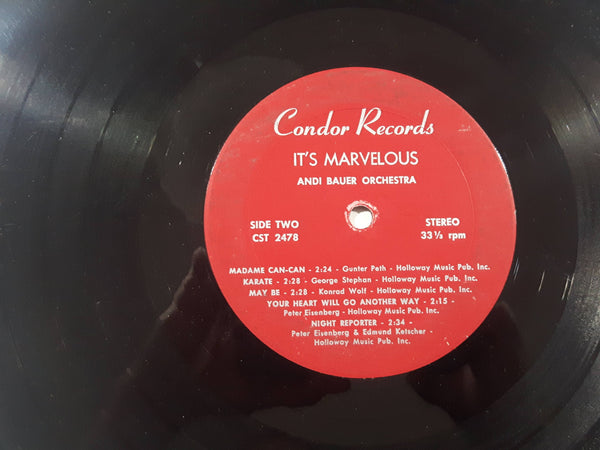 Condor Records
IT'S MARVELOUS
ANDI BAUER ORCHESTRA
SIDE TWO
CST 2478
STEREO
33⅓ rpm
MADAME CAN-CAN - 2:24 - Gunter Path - Holloway Music Pub. Inc.
KARATE - 2:28 - George Stephan - Holloway Music Pub. Inc.
MAY BE - 2:28 - Konrad Wolf - Holloway Music Pub. Inc.
YOUR HEART WILL GO ANOTHER WAY - 2:15 -
Peter Eisenberg - Holloway Music Pub. Inc.
NIGHT REPORTER - 2:34 -
Peter Eisenberg & Edmund Ketscher -
Holloway Music Pub. Inc.